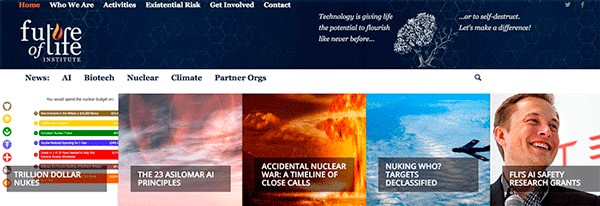 Home Who We Are Activities Existential Risk Get Involved Contact
future
of life
INSTITUTE
Technology is giving life
the potential to flourish
like never before...
...or to self-destruct.
Let's make a difference!
News: AI Biotech Nuclear Climate Partner Orgs
You would spend the nuclear budget on:
TRILLION DOLLAR
NUKES
THE 23 ASILOMAR AI
PRINCIPLES
ACCIDENTAL NUCLEAR
WAR: A TIMELINE OF
CLOSE CALLS
NUKING WHO?
TARGETS
DECLASSIFIED
FLI'S AI SAFETY
RESEARCH GRANTS